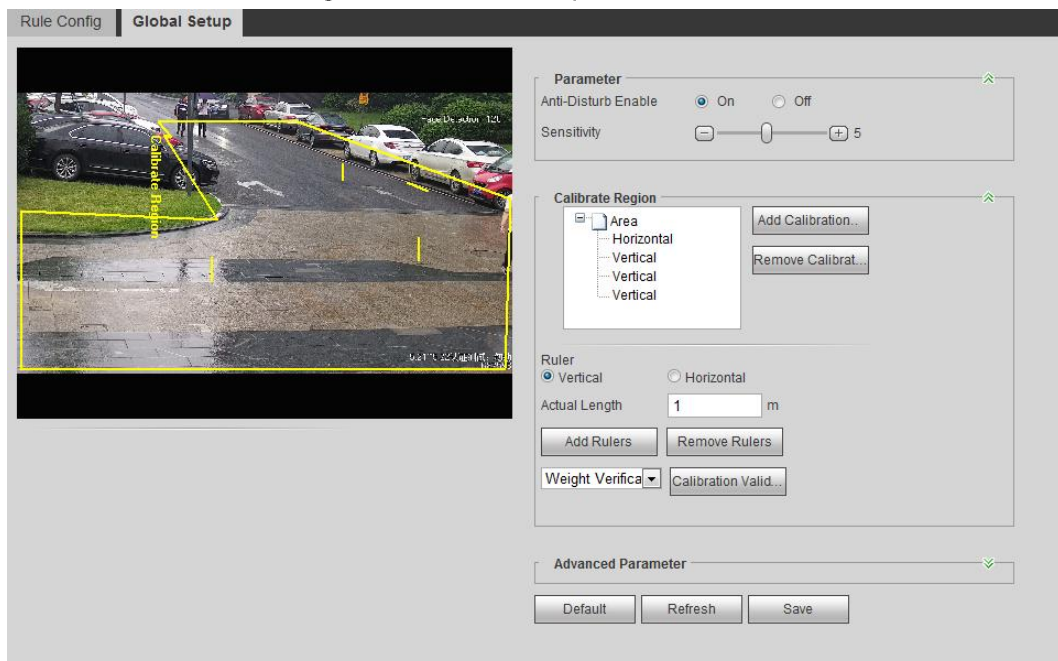 Rule Config Global Setup
Calibrate Region
Parameter
Anti-Disturb Enable On Off
Sensitivity 5
Calibrate Region
Area
Horizontal
Vertical
Vertical
Vertical
Add Calibration..
Remove Calibrat...
Ruler
Vertical Horizontal
Actual Length 1 m
Add Rulers Remove Rulers
Weight Verifica Calibration Valid...
Advanced Parameter
Default Refresh Save